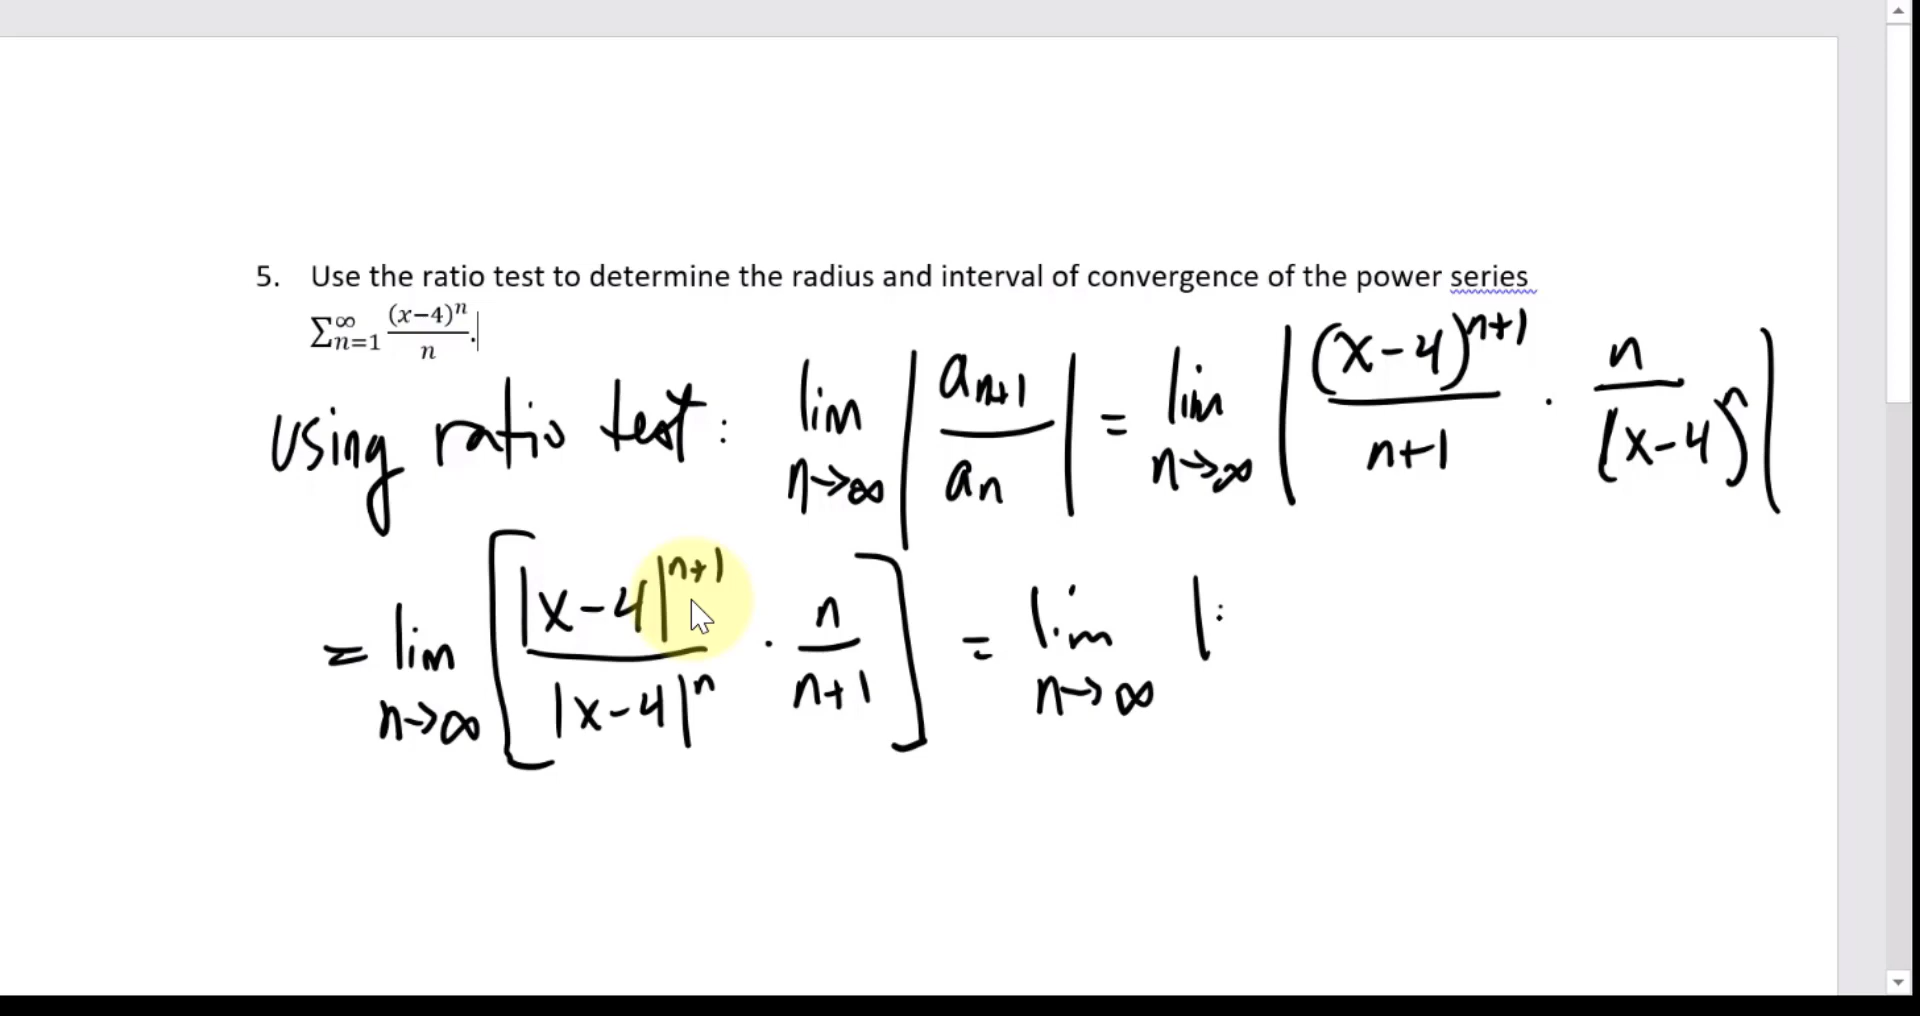 5. Use the ratio test to determine the radius and interval of convergence of the power series
∑_{n=1}^{∞} (x−4)^n / n.
Using ratio test: lim_{n→∞} |a_{n+1} / a_n| = lim_{n→∞} |(x-4)^{n+1} / n+1 · n / (x-4)^n|
= lim_{n→∞} [|x-4|^{n+1} / |x-4|^n · n / n+1] = lim_{n→∞} |